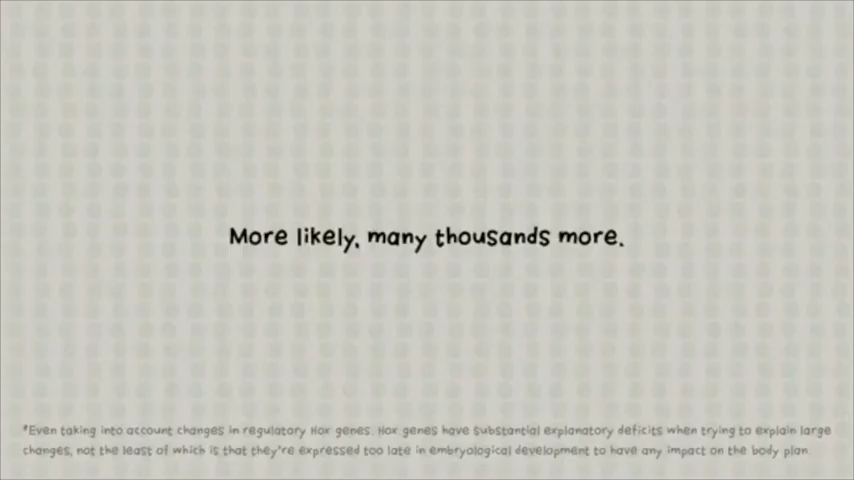 More likely, many thousands more.
*Even taking into account changes in regulatory Hox genes. Hox genes have substantial explanatory deficits when trying to explain large
changes, not the least of which is that they're expressed too late in embryological development to have any impact on the body plan.